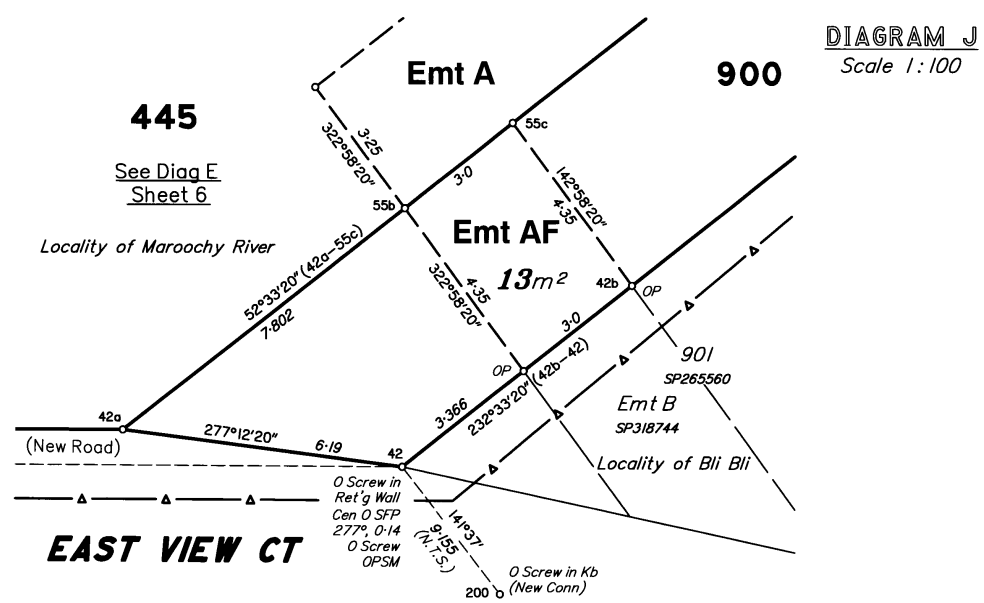 DIAGRAM J
Scale 1:100
Emt A
900
445
See Diag E
Sheet 6
Locality of Maroochy River
3·25
322°58'20"
55c
3·0
55b
142°58'20"
4·35
Emt AF
13m²
4·35
322°58'20"
42b
OP
52°33'20" (42a–55c)
7·802
3·0
OP
232°33'20" (42b–42)
3·366
901
SP265560
Emt B
SP318744
Locality of Bli Bli
42a
(New Road)
277°12'20"
6·19
42
O Screw in
Ret'g Wall
Cen O SFP
277°, 0·14
O Screw
OPSM
141°37'
9·155
(N.T.S.)
EAST VIEW CT
200
O Screw in Kb
(New Conn)